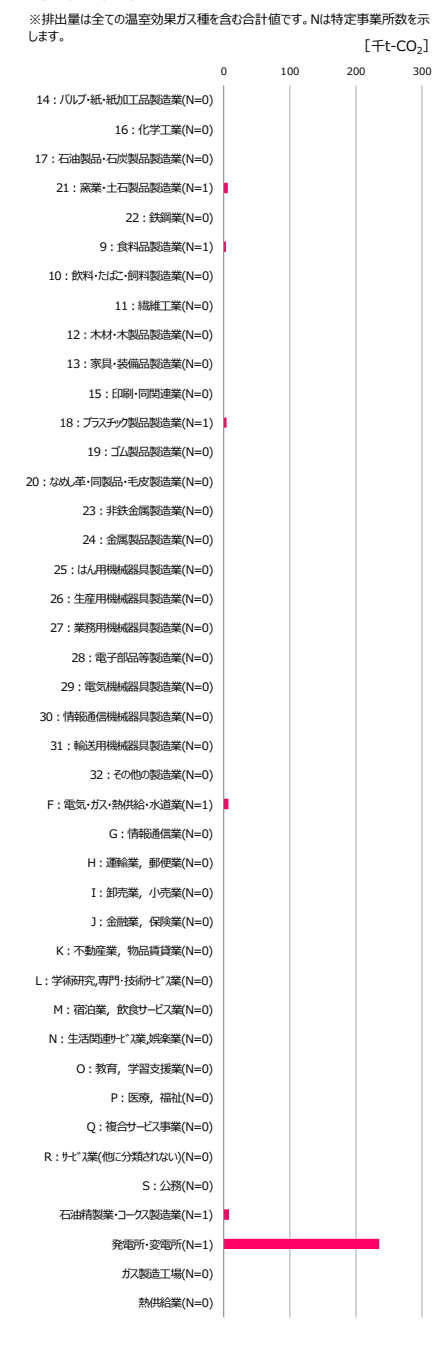 ※排出量は全ての温室効果ガス種を含む合計値です。Nは特定事業所数を示
します。
[千t-CO2]
0 100 200 300
14：パルプ・紙・紙加工品製造業(N=0)
16：化学工業(N=0)
17：石油製品・石炭製品製造業(N=0)
21：窯業・土石製品製造業(N=1)
22：鉄鋼業(N=0)
9：食料品製造業(N=1)
10：飲料・たばこ・飼料製造業(N=0)
11：繊維工業(N=0)
12：木材・木製品製造業(N=0)
13：家具・装備品製造業(N=0)
15：印刷・同関連業(N=0)
18：プラスチック製品製造業(N=1)
19：ゴム製品製造業(N=0)
20：なめし革・同製品・毛皮製造業(N=0)
23：非鉄金属製造業(N=0)
24：金属製品製造業(N=0)
25：はん用機械器具製造業(N=0)
26：生産用機械器具製造業(N=0)
27：業務用機械器具製造業(N=0)
28：電子部品等製造業(N=0)
29：電気機械器具製造業(N=0)
30：情報通信機械器具製造業(N=0)
31：輸送用機械器具製造業(N=0)
32：その他の製造業(N=0)
F：電気・ガス・熱供給・水道業(N=1)
G：情報通信業(N=0)
H：運輸業，郵便業(N=0)
I：卸売業，小売業(N=0)
J：金融業，保険業(N=0)
K：不動産業，物品賃貸業(N=0)
L：学術研究,専門・技術ｻｰﾋﾞｽ業(N=0)
M：宿泊業，飲食サービス業(N=0)
N：生活関連ｻｰﾋﾞｽ業,娯楽業(N=0)
O：教育，学習支援業(N=0)
P：医療，福祉(N=0)
Q：複合サービス事業(N=0)
R：ｻｰﾋﾞｽ業(他に分類されない)(N=0)
S：公務(N=0)
石油精製業・コークス製造業(N=1)
発電所・変電所(N=1)
ガス製造工場(N=0)
熱供給業(N=0)